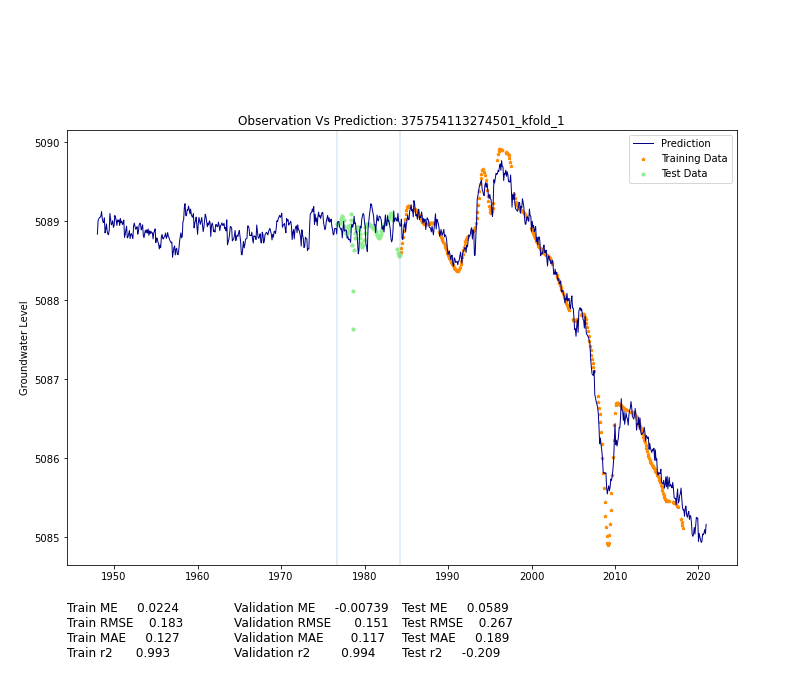 Observation Vs Prediction: 375754113274501_kfold_1
5090
5089
5088
5087
5086
5085
Groundwater Level
Prediction
Training Data
Test Data
1950 1960 1970 1980 1990 2000 2010 2020
Train ME 0.0224 Validation ME -0.00739 Test ME 0.0589
Train RMSE 0.183 Validation RMSE 0.151 Test RMSE 0.267
Train MAE 0.127 Validation MAE 0.117 Test MAE 0.189
Train r2 0.993 Validation r2 0.994 Test r2 -0.209